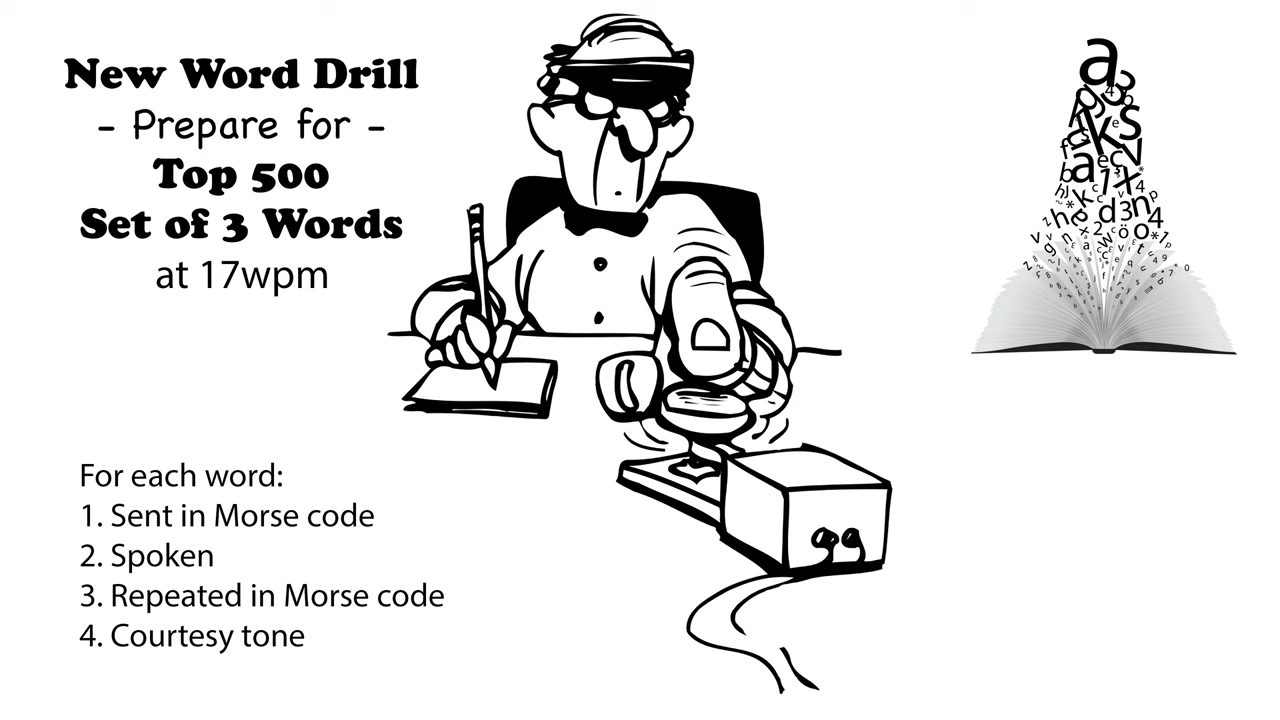 New Word Drill
- Prepare for -
Top 500
Set of 3 Words
at 17wpm
For each word:
1. Sent in Morse code
2. Spoken
3. Repeated in Morse code
4. Courtesy tone